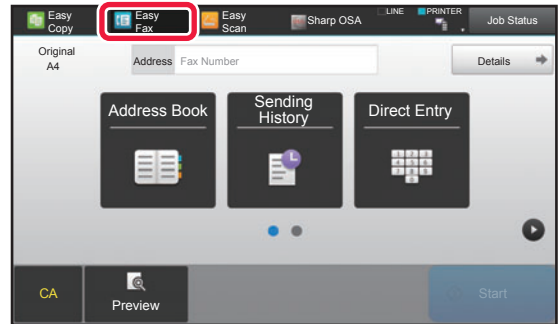 Easy
Copy
Easy
Fax
Easy
Scan
Sharp OSA
LINE
PRINTER
Job Status
Original
A4
Address
Fax Number
Details
Address Book
Sending
History
Direct Entry
CA
Preview
Start